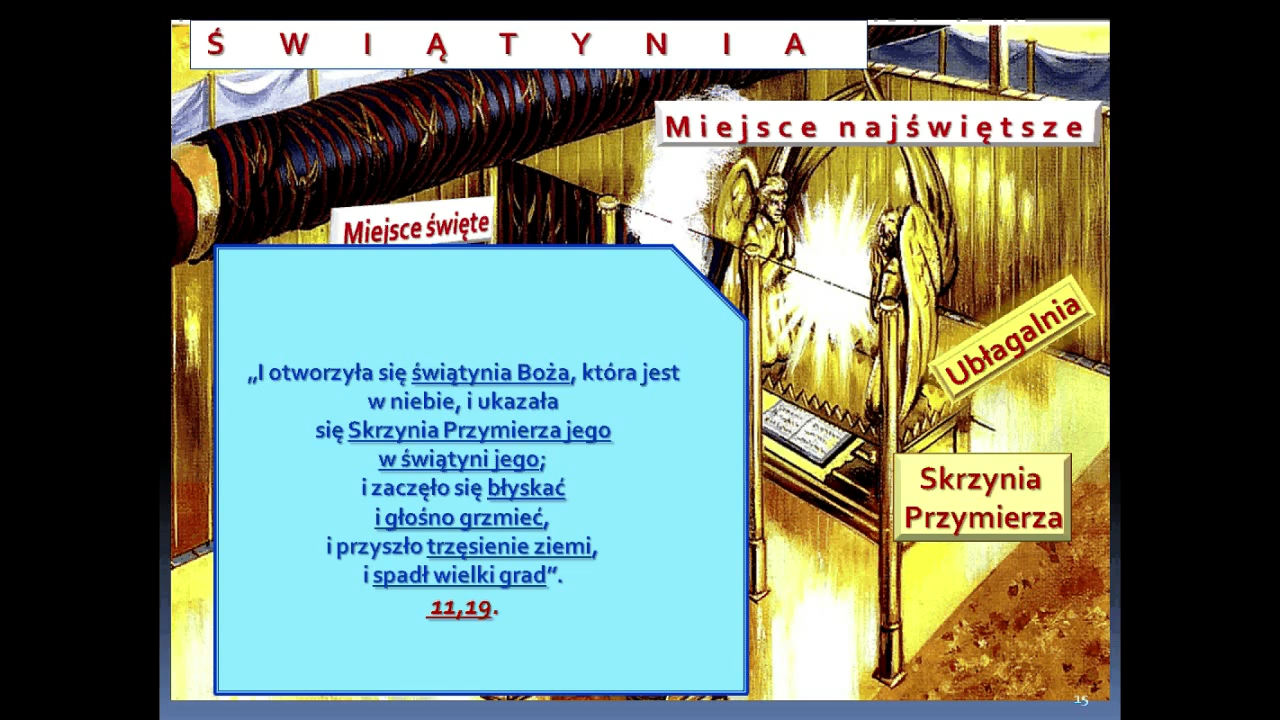 ŚWIĄTYNIA
Miejsce najświętsze
Miejsce święte
„I otworzyła się świątynia Boża, która jest
w niebie, i ukazała
się Skrzynia Przymierza jego
w świątyni jego;
i zaczęło się błyskać
i głośno grzmieć,
i przyszło trzęsienie ziemi,
i spadł wielki grad”.
11,19.
Ubłagalnia
Skrzynia
Przymierza
15